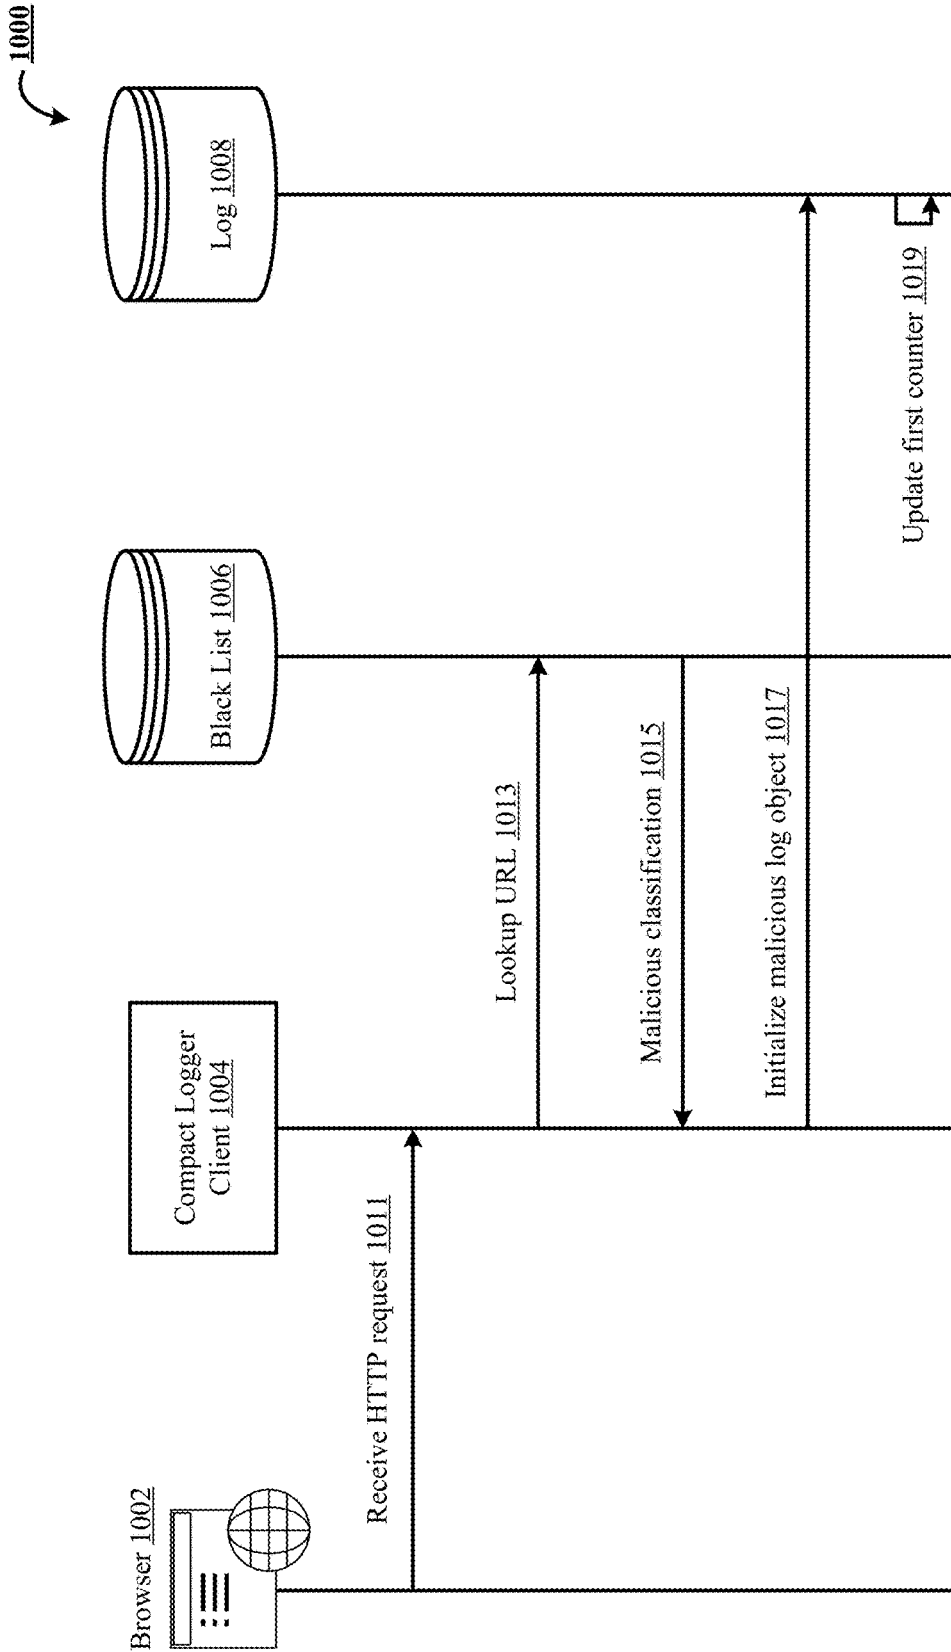 1000
Browser 1002
Compact Logger
Client 1004
Black List 1006
Log 1008
Receive HTTP request 1011
Lookup URL 1013
Malicious classification 1015
Initialize malicious log object 1017
Update first counter 1019